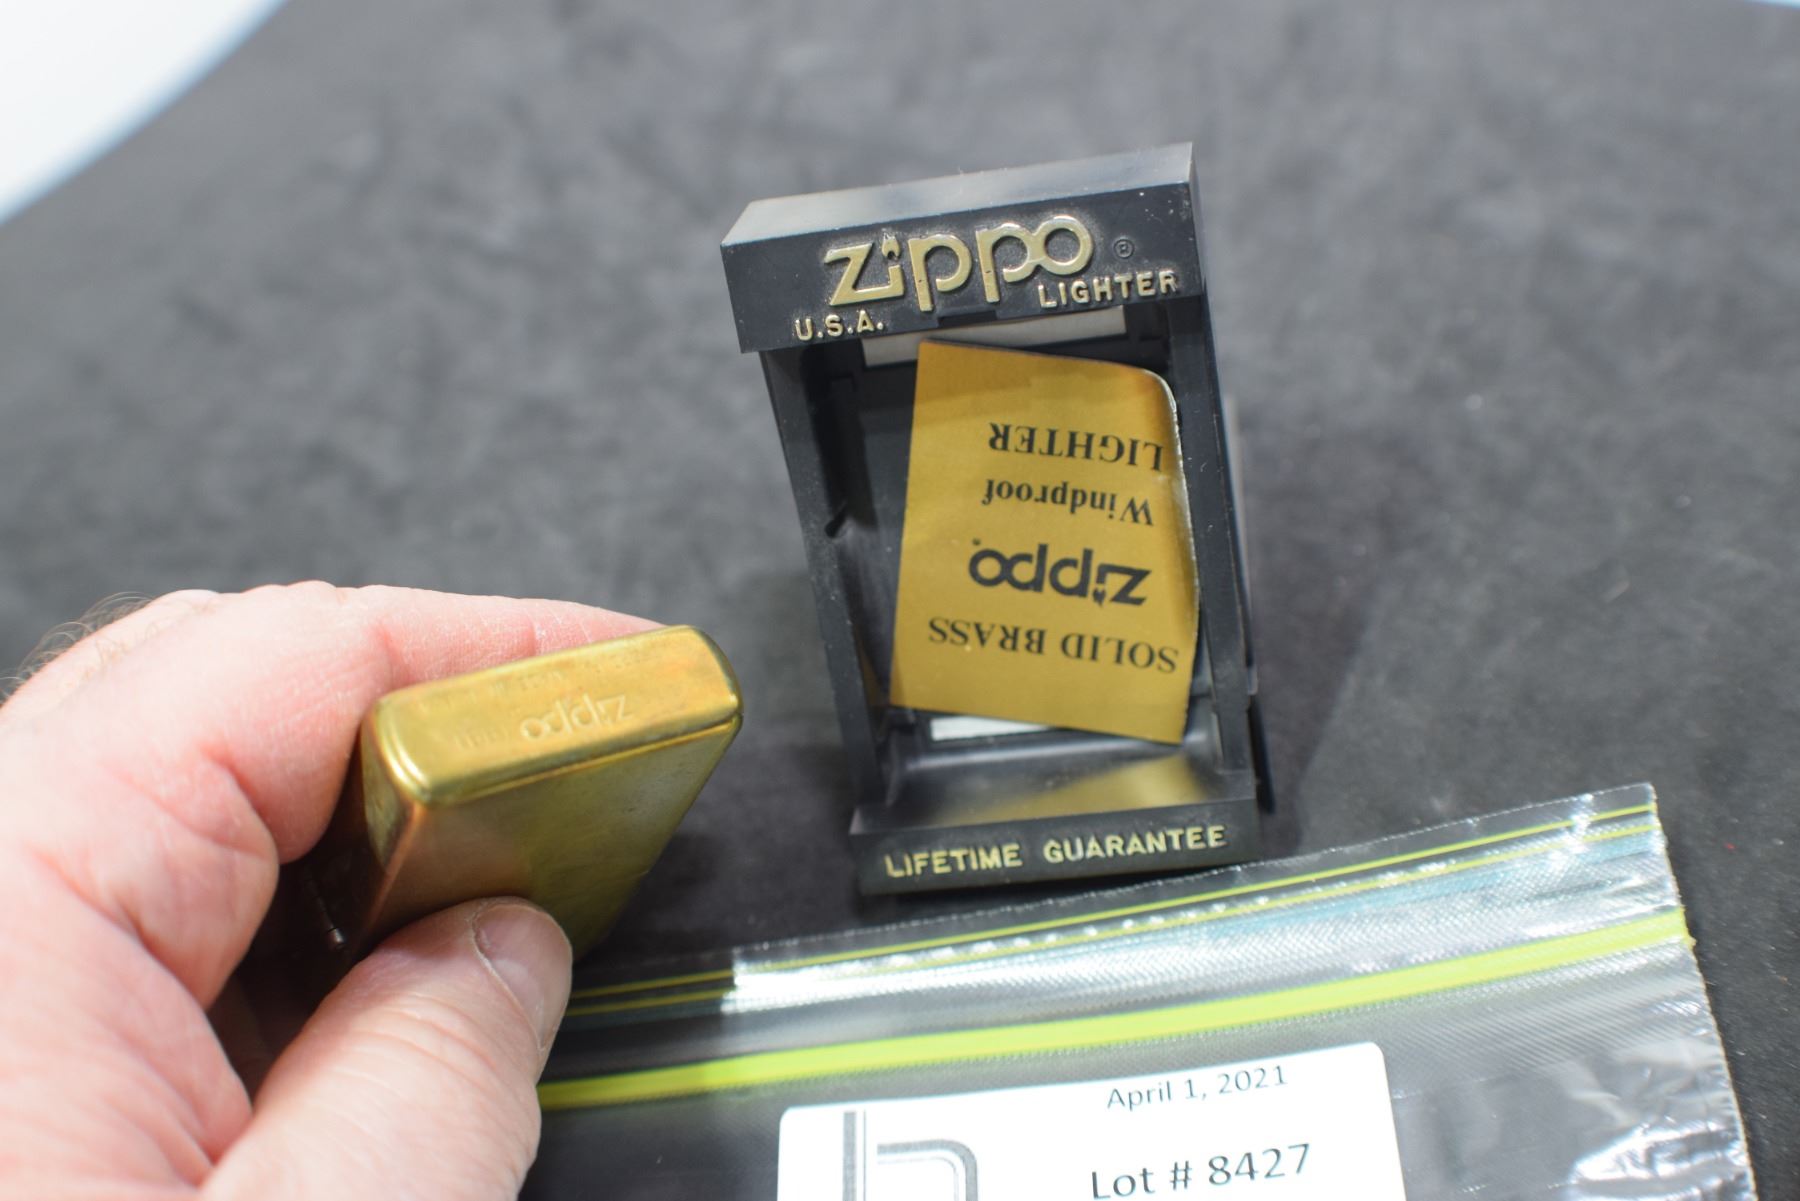 zippo ®
LIGHTER
U.S.A.
SOLID BRASS
zippo
Windproof
LIGHTER
LIFETIME GUARANTEE
zippo
April 1, 2021
Lot # 8427